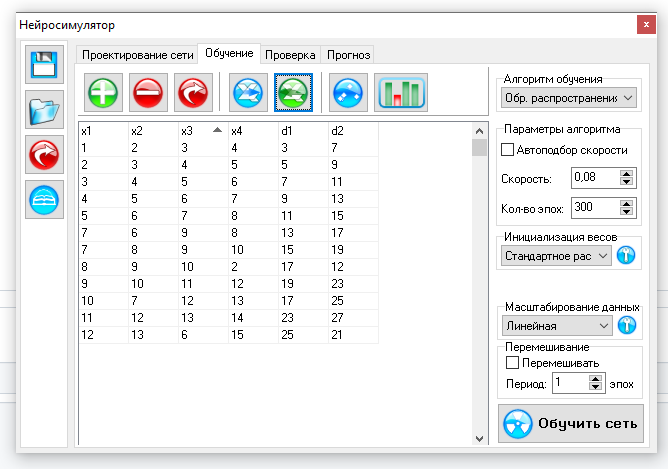 Нейросимулятор
x
Проектирование сети Обучение Проверка Прогноз
x1 x2 x3 x4 d1 d2
1 2 3 4 3 7
2 3 4 5 5 9
3 4 5 6 7 11
4 5 6 7 9 13
5 6 7 8 11 15
7 6 9 8 13 17
7 8 9 10 15 19
8 9 10 2 17 12
9 10 11 12 19 23
10 7 12 13 17 25
11 12 13 14 23 27
12 13 6 15 25 21
Алгоритм обучения
Обр. распространения
Параметры алгоритма
Автоподбор скорости
Скорость: 0,08
Кол-во эпох: 300
Инициализация весов
Стандартное рас
Масштабирование данных
Линейная
Перемешивание
Перемешивать
Период: 1 эпох
Обучить сеть